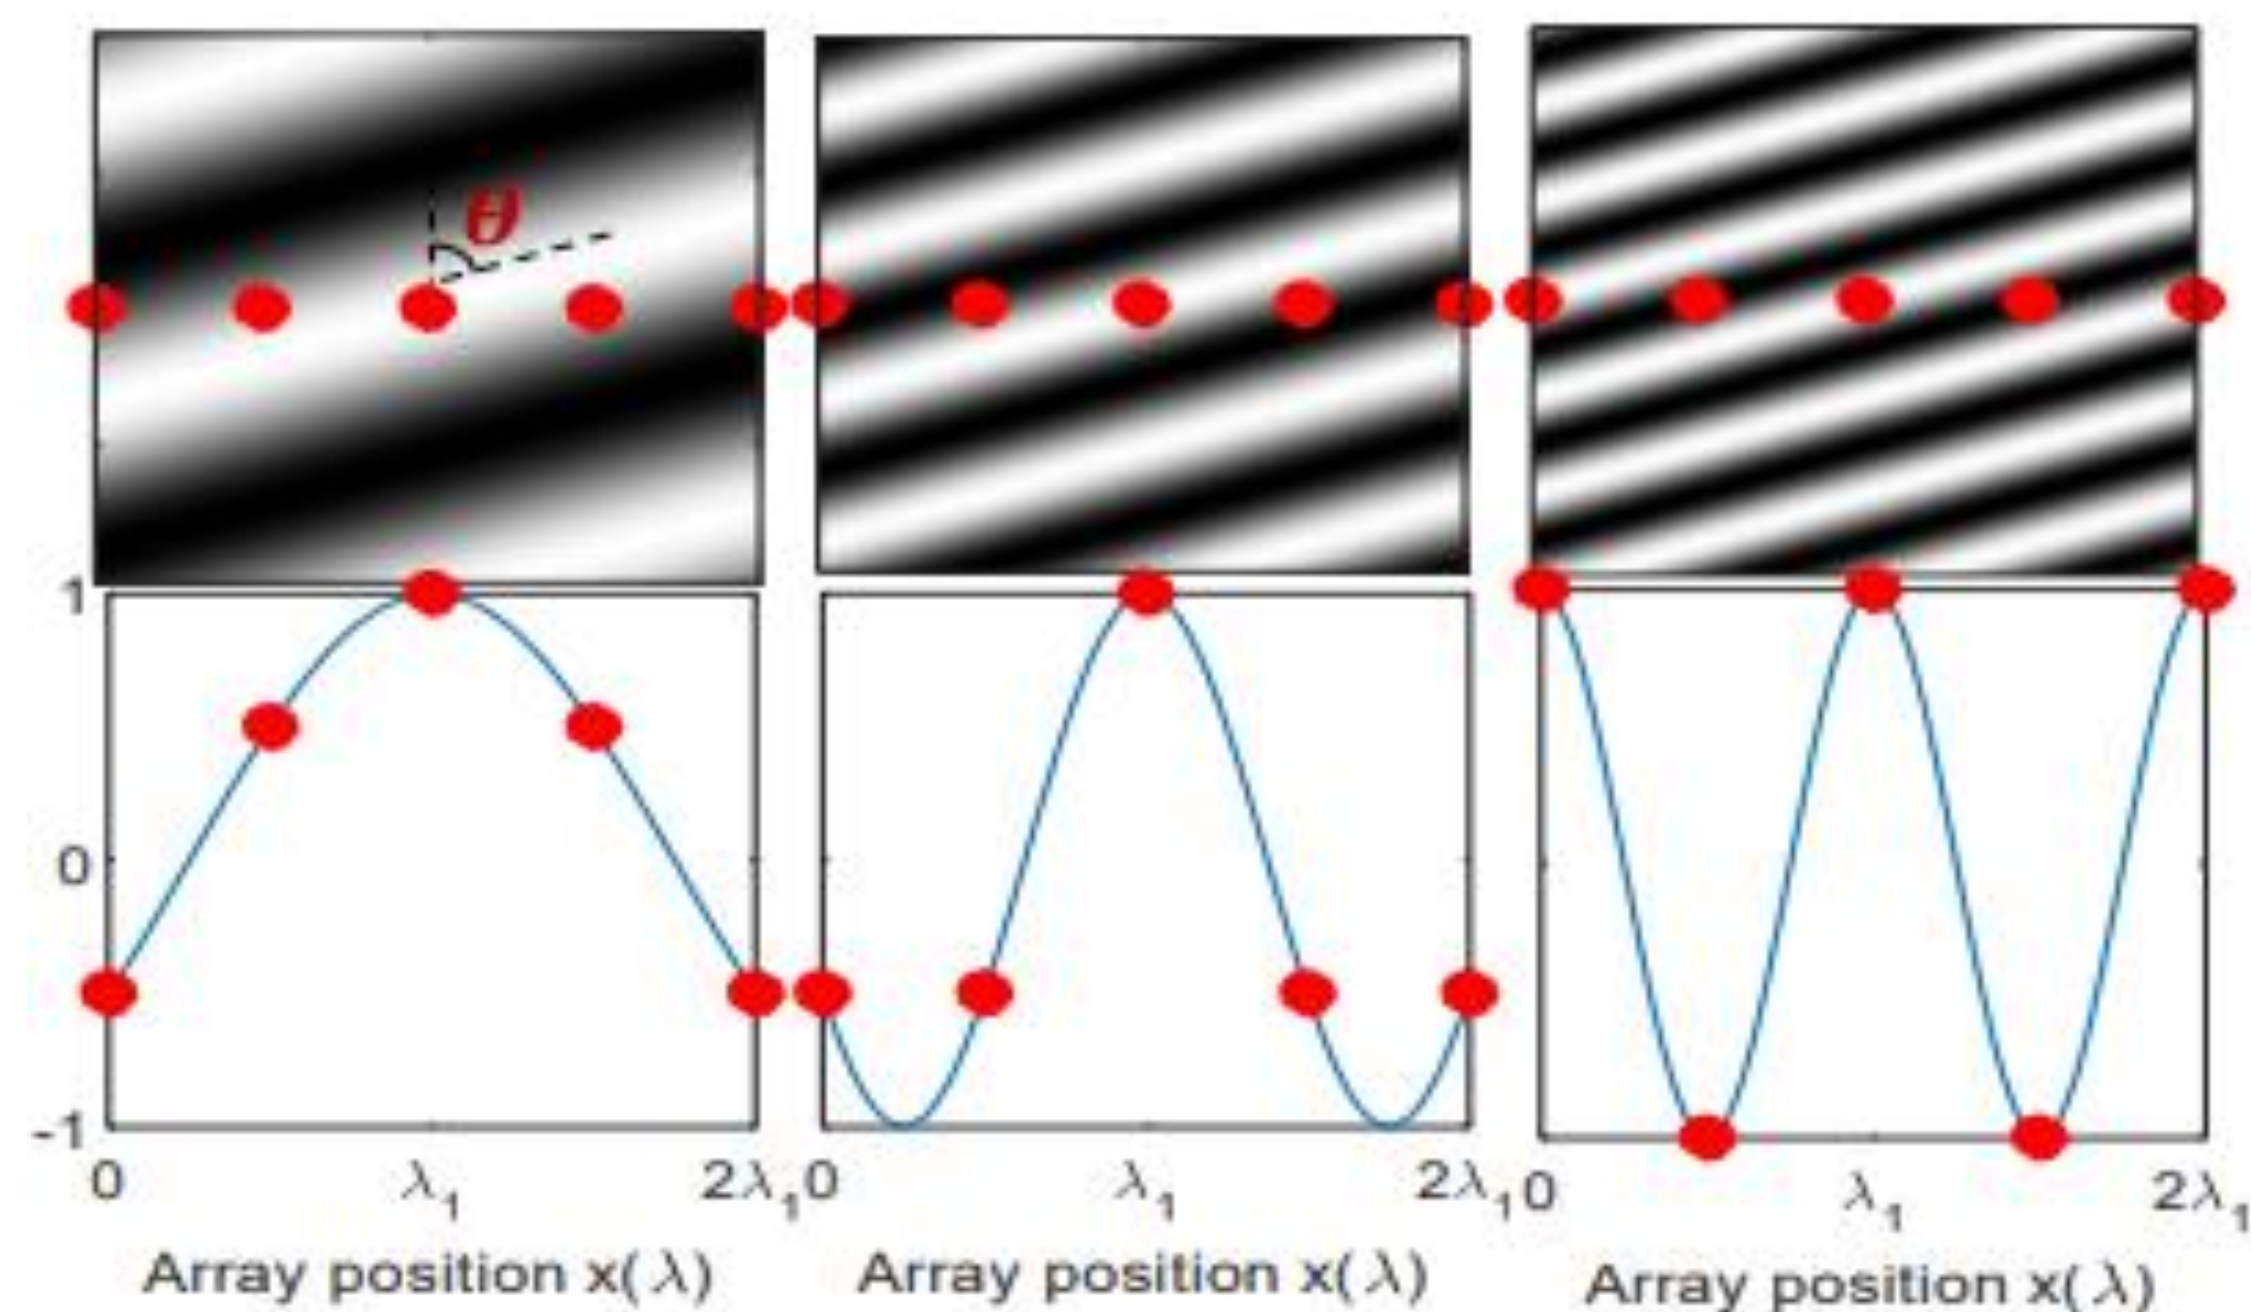 θ
1
0
-1
0 λ₁ 2λ₁ 0 λ₁ 2λ₁ 0 λ₁ 2λ₁
Array position x(λ) Array position x(λ) Array position x(λ)